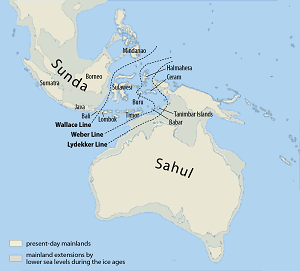 Mindanao
Halmahera
Ceram
Sunda
Borneo
Sumatra
Sulawesi
Buru
Java
Bali
Lombok
Timor
Tanimbar Islands
Babar
Wallace Line
Weber Line
Lydekker Line
Sahul
present-day mainlands
mainland extensions by
lower sea levels during the ice ages